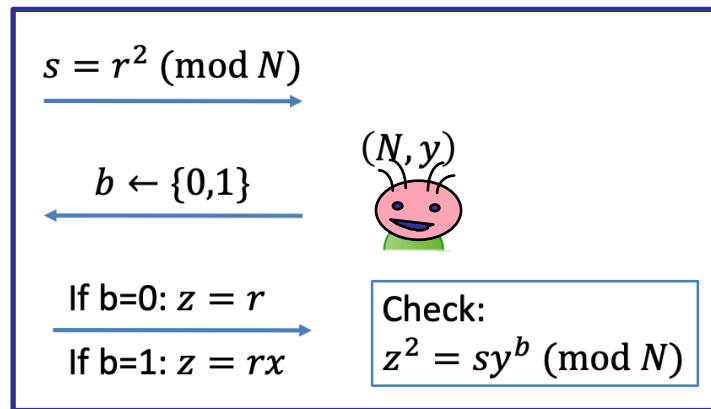 s = r² (mod N)
(N, y)
b ← {0,1}
If b=0: z = r
If b=1: z = rx
Check:
z² = sy^b (mod N)